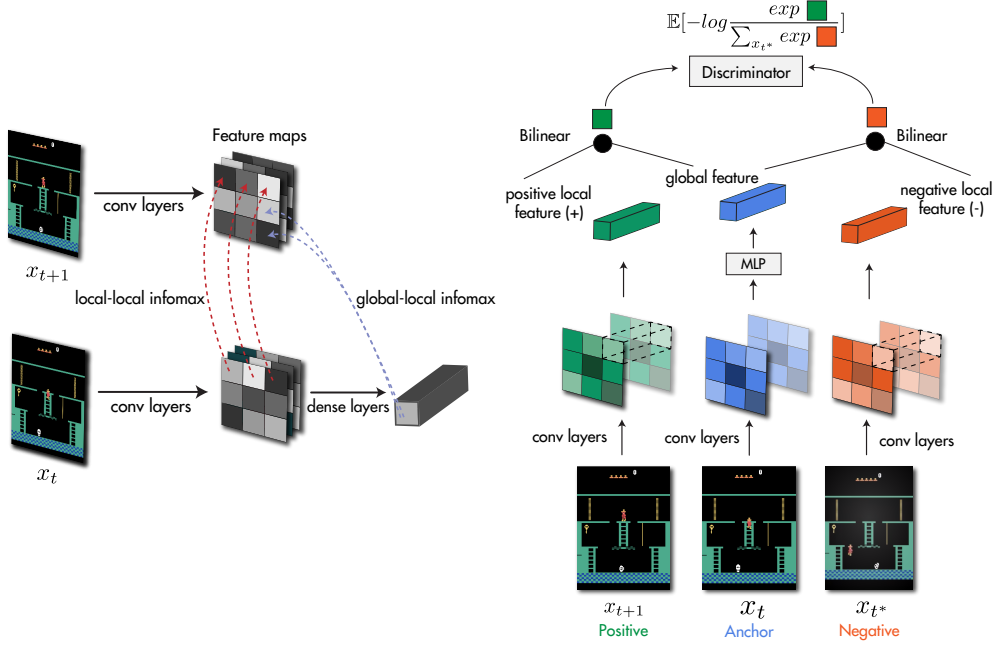 Feature maps
conv layers
x_{t+1}
local-local infomax
global-local infomax
conv layers
dense layers
x_t
𝔼[-log exp / ∑_{x_{t*}} exp ]
Discriminator
Bilinear
Bilinear
positive local
feature (+)
global feature
negative local
feature (-)
MLP
conv layers
conv layers
conv layers
x_{t+1}
x_t
x_{t*}
Positive
Anchor
Negative